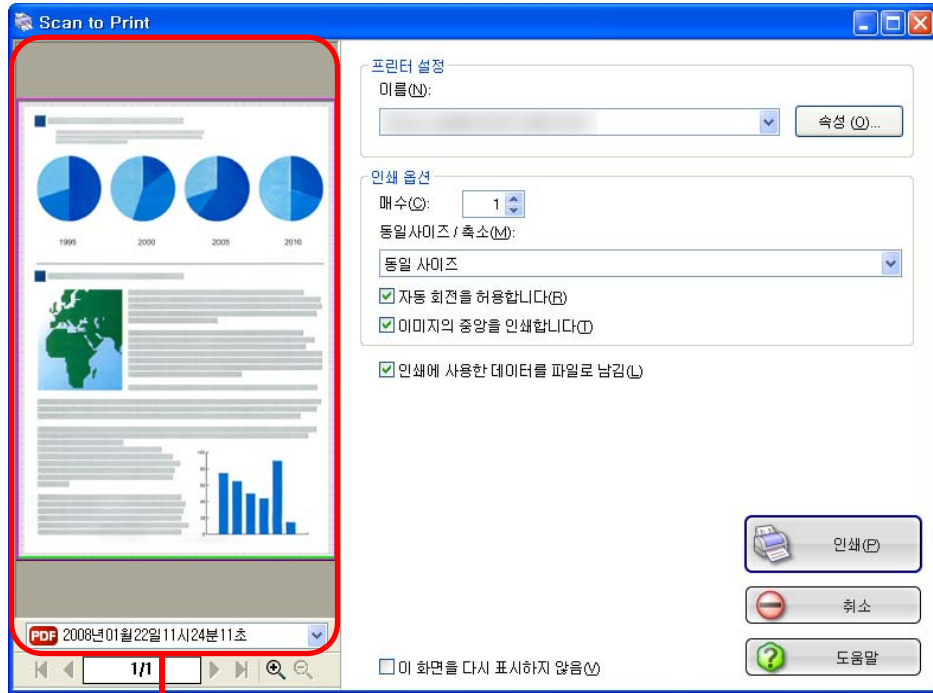 Scan to Print
1995 2000 2005 2010
PDF 2008년01월22일11시24분11초
1/1
프린터 설정
이름(N):
속성 (O)...
인쇄 옵션
매수(C): 1
동일사이즈 / 축소(M):
동일 사이즈
자동 회전을 허용합니다(R)
이미지의 중앙을 인쇄합니다(T)
인쇄에 사용한 데이터를 파일로 남김(L)
인쇄(P)
취소
도움말
이 화면을 다시 표시하지 않음(V)